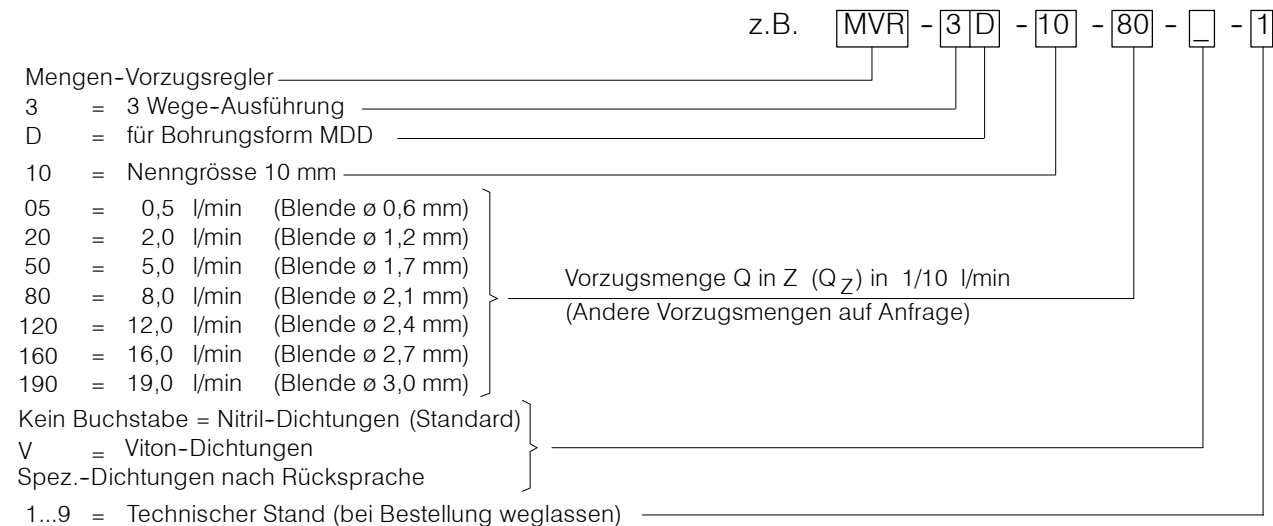 z.B. MVR - 3 D - 10 - 80 - _ - 1
Mengen-Vorzugsregler
3 = 3 Wege-Ausführung
D = für Bohrungsform MDD
10 = Nenngrösse 10 mm
05 = 0,5 l/min (Blende ø 0,6 mm)
20 = 2,0 l/min (Blende ø 1,2 mm)
50 = 5,0 l/min (Blende ø 1,7 mm)
80 = 8,0 l/min (Blende ø 2,1 mm)
120 = 12,0 l/min (Blende ø 2,4 mm)
160 = 16,0 l/min (Blende ø 2,7 mm)
190 = 19,0 l/min (Blende ø 3,0 mm)
Vorzugsmenge Q in Z (Q Z) in 1/10 l/min
(Andere Vorzugsmengen auf Anfrage)
Kein Buchstabe = Nitril-Dichtungen (Standard)
V = Viton-Dichtungen
Spez.-Dichtungen nach Rücksprache
1...9 = Technischer Stand (bei Bestellung weglassen)